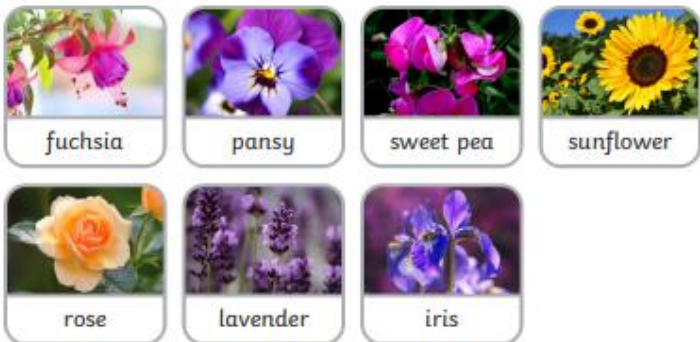 fuchsia
pansy
sweet pea
sunflower
rose
lavender
iris